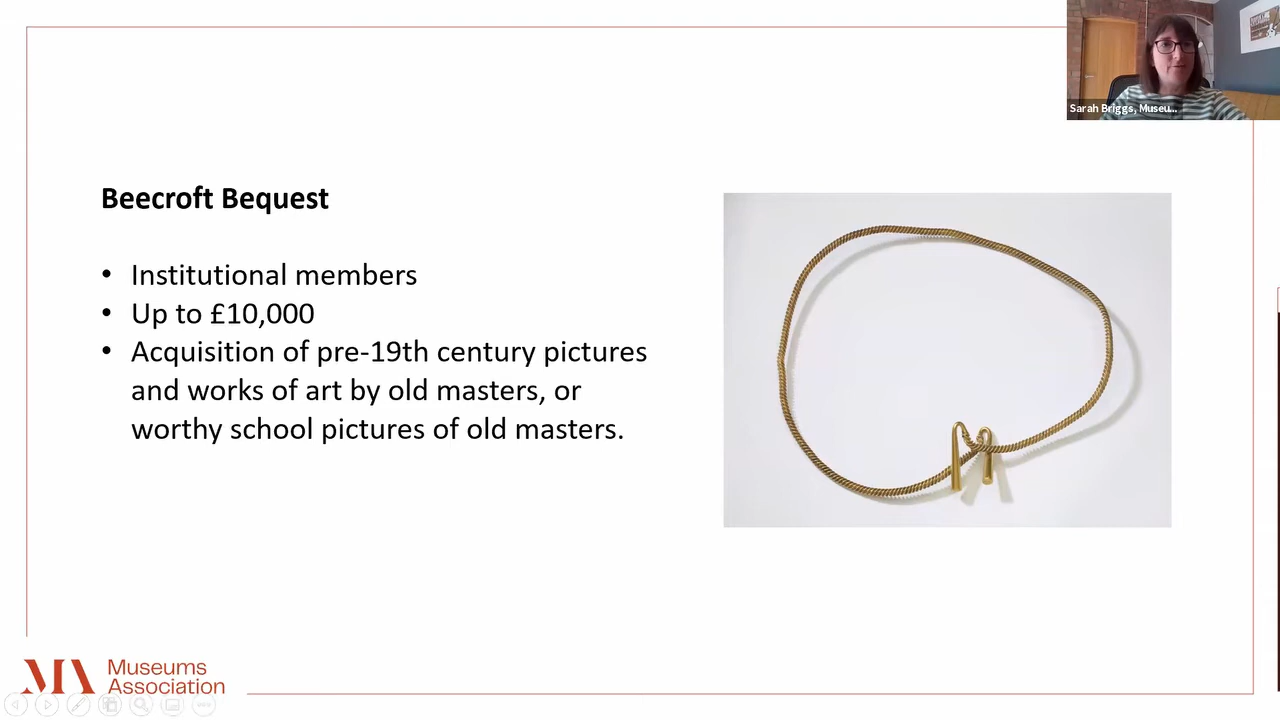 Sarah Briggs, Museu...
Beecroft Bequest
• Institutional members
• Up to £10,000
• Acquisition of pre-19th century pictures
and works of art by old masters, or
worthy school pictures of old masters.
MA Museums
Association